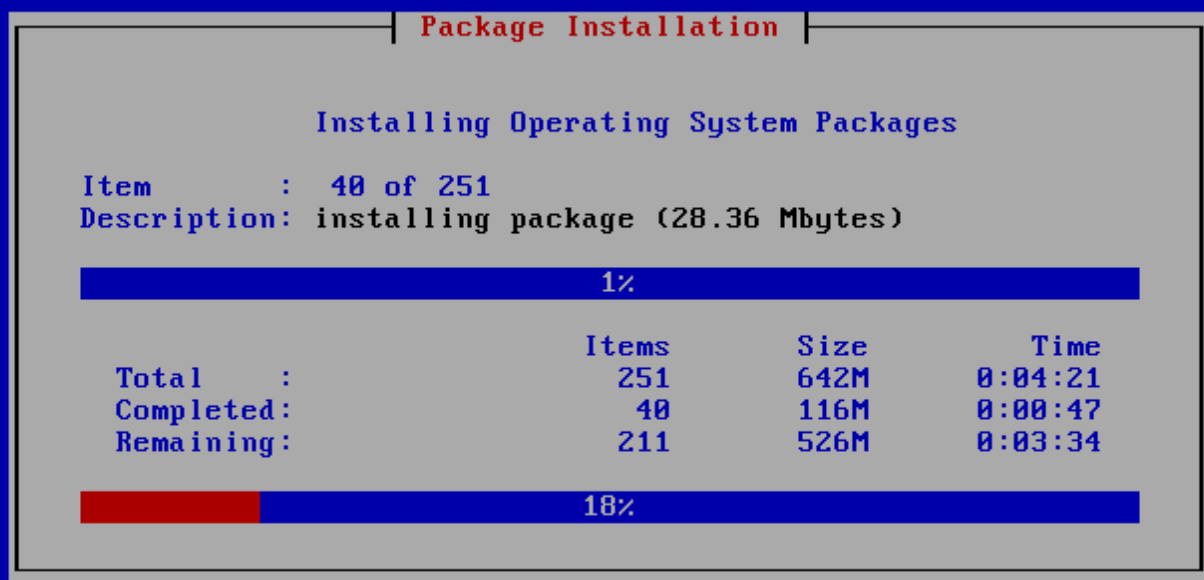 Package Installation
Installing Operating System Packages
Item : 40 of 251
Description: installing package (28.36 Mbytes)
1%
Items Size Time
Total : 251 642M 0:04:21
Completed: 40 116M 0:00:47
Remaining: 211 526M 0:03:34
18%